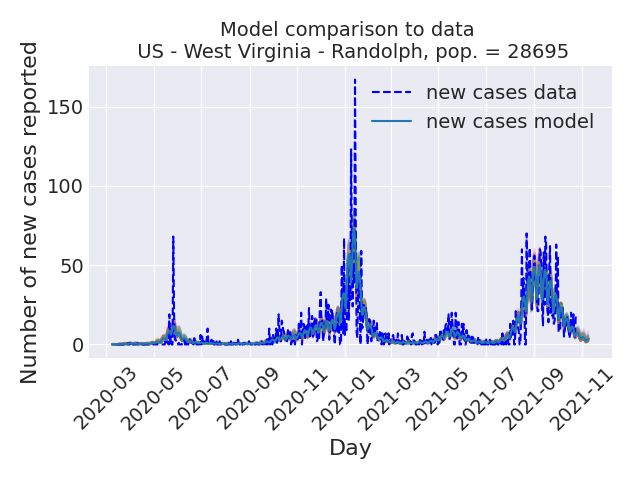 Model comparison to data
US - West Virginia - Randolph, pop. = 28695
Number of new cases reported
150
100
50
0
new cases data
new cases model
2020-03
2020-05
2020-07
2020-09
2020-11
2021-01
2021-03
2021-05
2021-07
2021-09
2021-11
Day